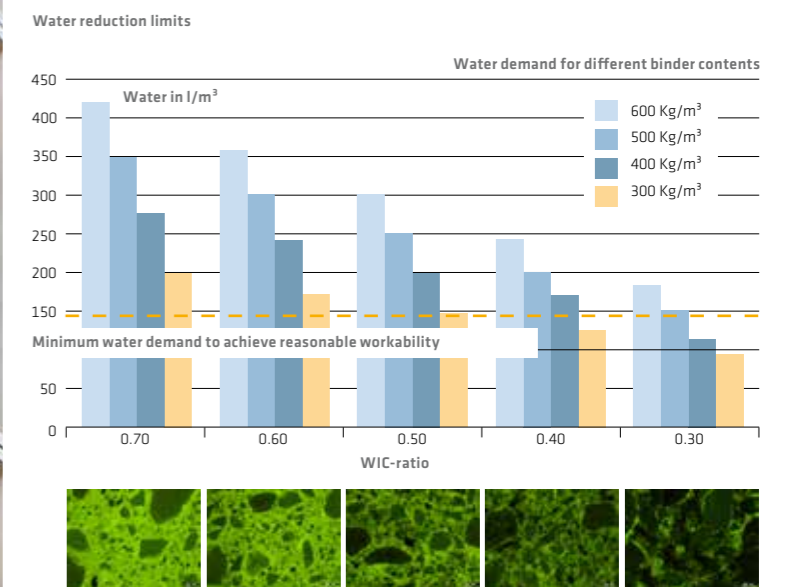 Water reduction limits
Water demand for different binder contents
450
Water in l/m³
400
350
300
250
200
150
50
0
600 Kg/m³
500 Kg/m³
400 Kg/m³
300 Kg/m³
Minimum water demand to achieve reasonable workability
0.70
0.60
0.50
0.40
0.30
WIC-ratio